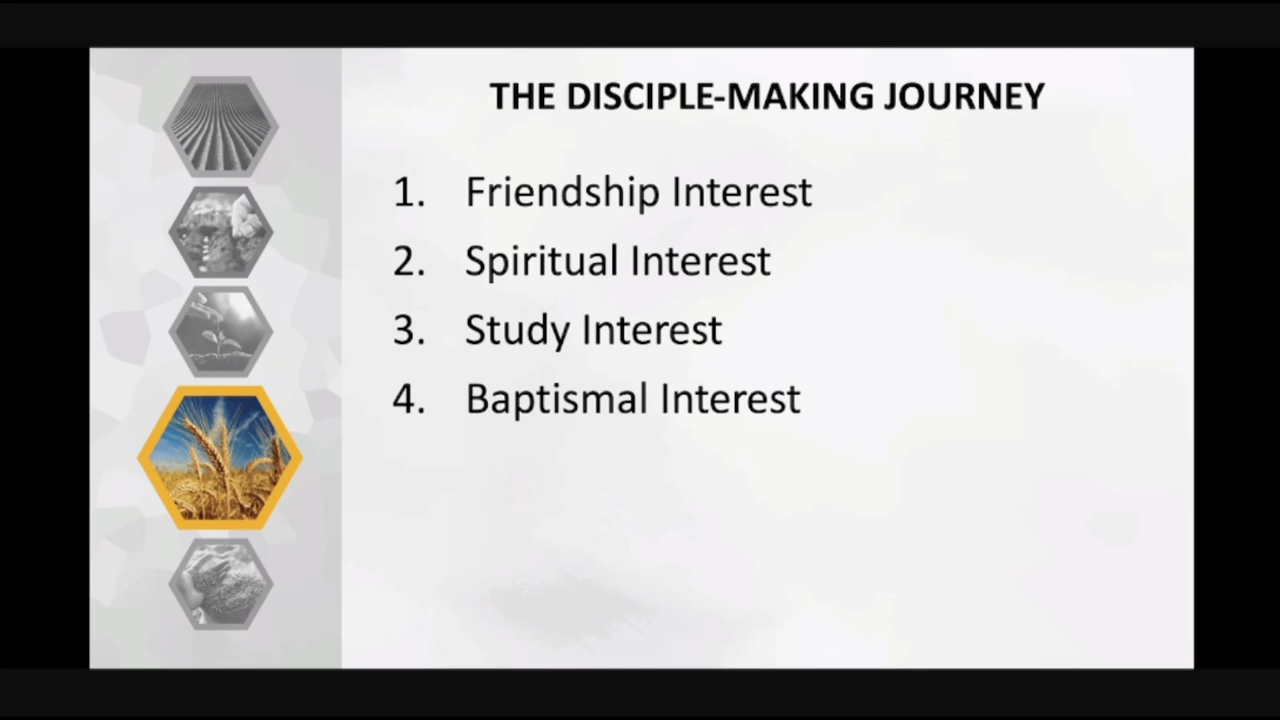 THE DISCIPLE-MAKING JOURNEY
1. Friendship Interest
2. Spiritual Interest
3. Study Interest
4. Baptismal Interest